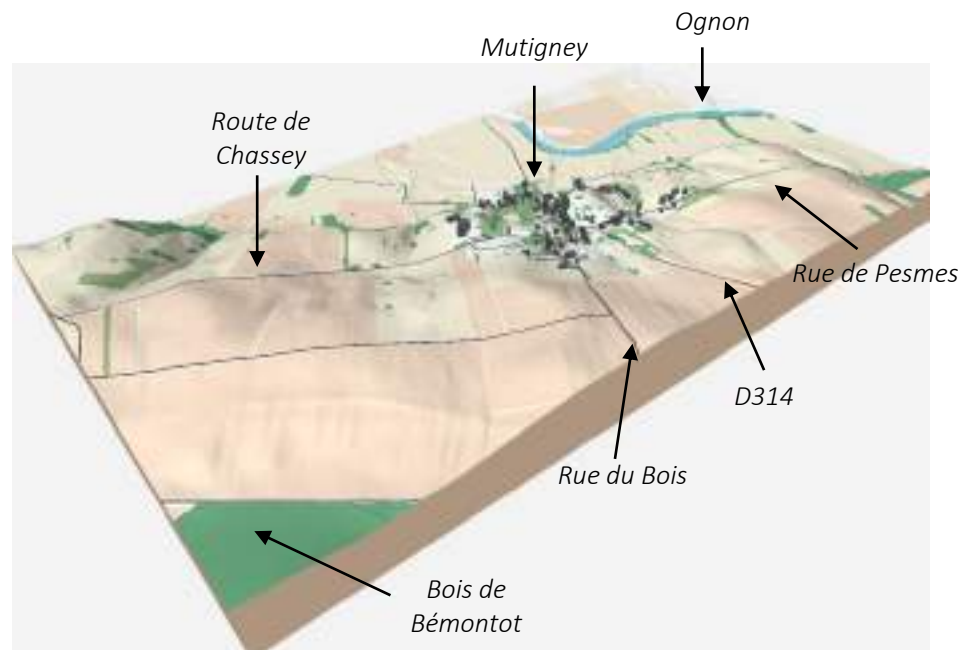 Ognon
Mutigney
Route de
Chassey
Rue de Pesmes
D314
Rue du Bois
Bois de
Bémontot